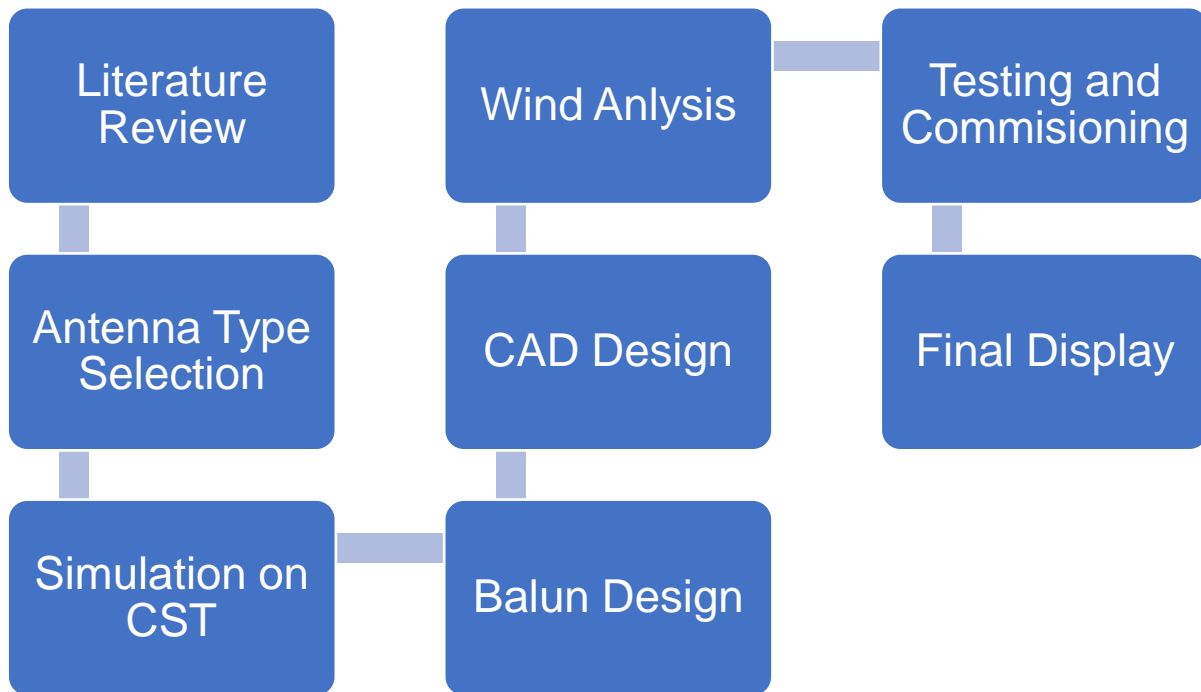 Literature
Review
Antenna Type
Selection
Simulation on
CST
Balun Design
CAD Design
Wind Anlysis
Testing and
Commisioning
Final Display